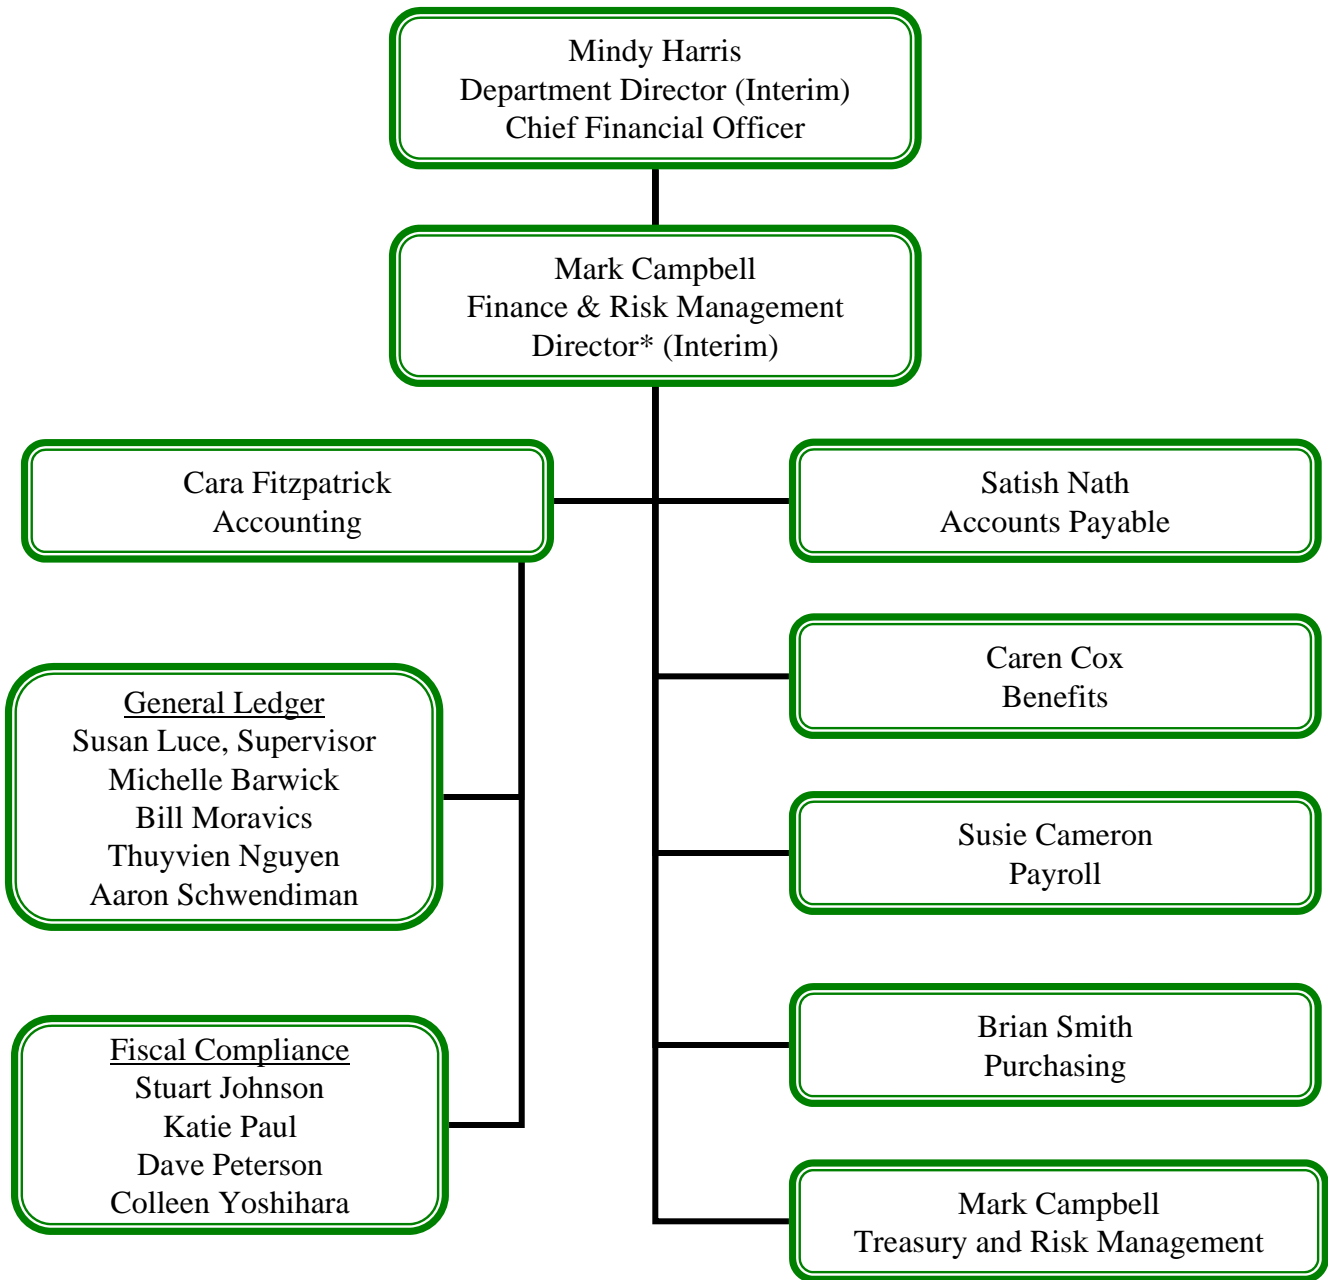 Mindy Harris
Department Director (Interim)
Chief Financial Officer
Mark Campbell
Finance & Risk Management
Director* (Interim)
Cara Fitzpatrick
Accounting
Satish Nath
Accounts Payable
Caren Cox
Benefits
General Ledger
Susan Luce, Supervisor
Michelle Barwick
Bill Moravics
Thuyvien Nguyen
Aaron Schwendiman
Susie Cameron
Payroll
Brian Smith
Purchasing
Fiscal Compliance
Stuart Johnson
Katie Paul
Dave Peterson
Colleen Yoshihara
Mark Campbell
Treasury and Risk Management